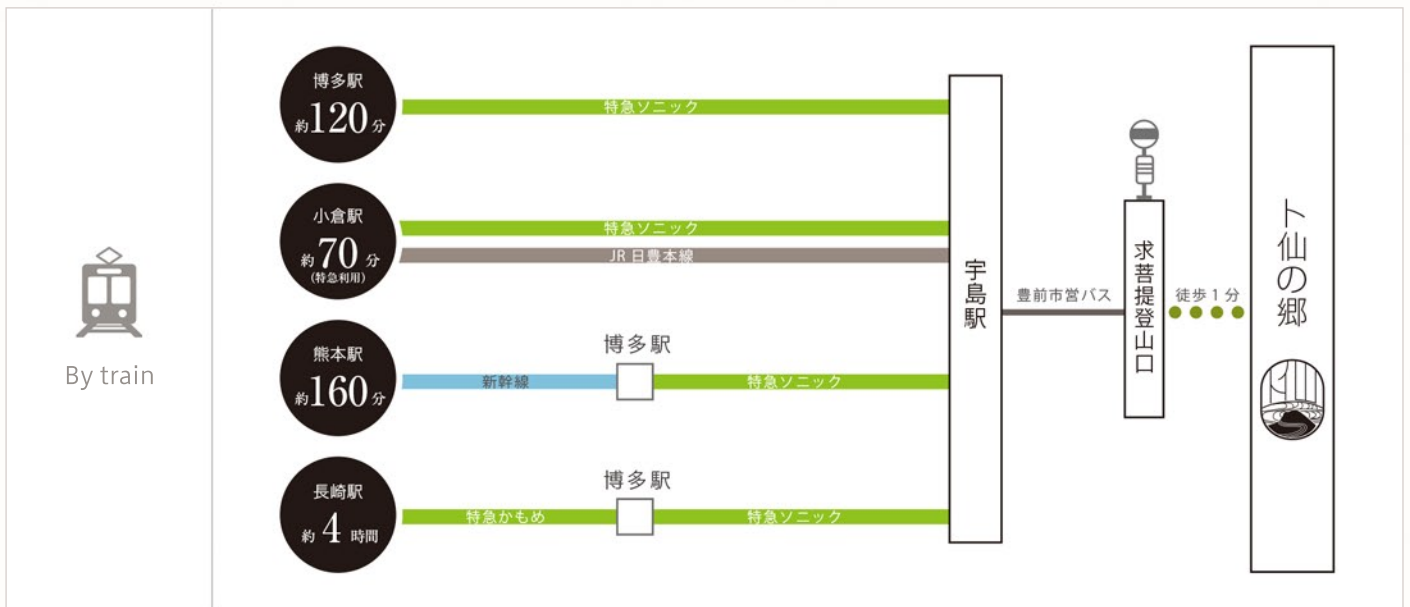 By train
博多駅
約120分
特急ソニック
小倉駅
約70分
(特急利用)
特急ソニック
JR日豊本線
熊本駅
約160分
新幹線
博多駅
特急ソニック
長崎駅
約4時間
特急かもめ
博多駅
特急ソニック
宇島駅
豊前市営バス
求菩提登山口
徒歩1分
卜仙の郷